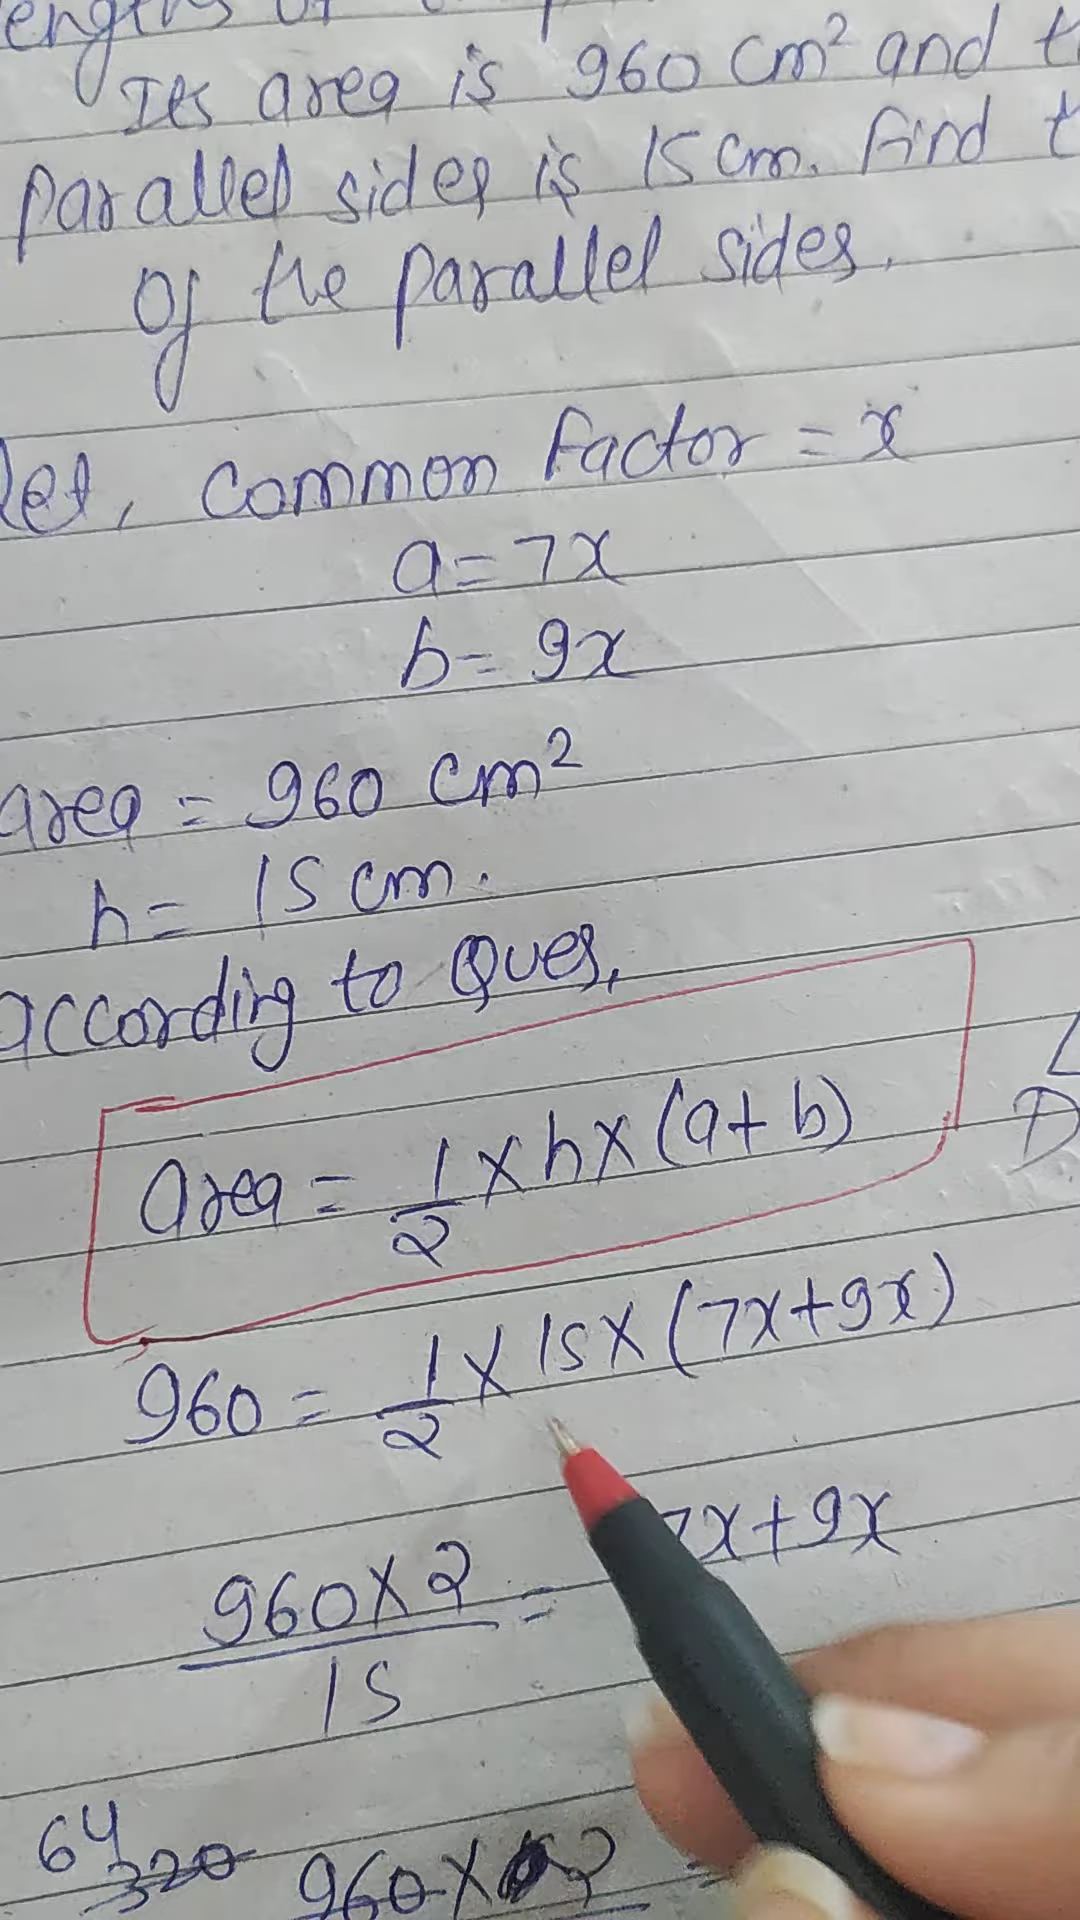 Its area is 960 cm²  and
parallel sides is 15 cm. Find
of the parallel sides.
Let, common factor = x
a = 7x
b = 9x
area = 960 cm²
h = 15 cm.
according to Ques,
area = 1/2 × h × (a + b)
D
960 = 1/2 × 15 × (7x + 9x)
960 × 2 / 15 = 7x + 9x
64 320 960 × 2 =